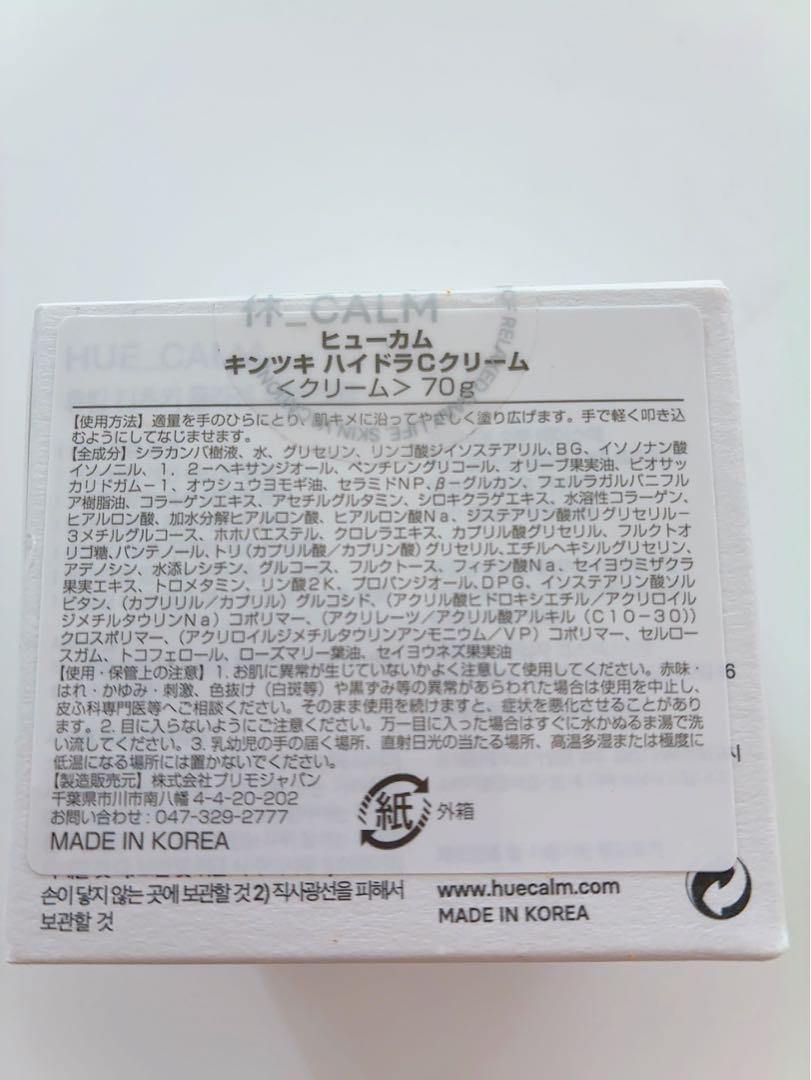 休_CALM
OF RELAXED
LIFE SKIN VACATION
HUE_CALM
ヒューカム
キンツキ ハイドラCクリーム
＜クリーム＞ 70g
【使用方法】適量を手のひらにとり、肌キメに沿ってやさしく塗り広げます。手で軽く叩き込
むようにしてなじませます。
【全成分】シラカンバ樹液、水、グリセリン、リンゴ酸ジイソステアリル、BG、イソノナン酸
イソノニル、1，2－ヘキサンジオール、ペンチレングリコール、オリーブ果実油、ビオサッ
カリドガム－1、オウシュウヨモギ油、セラミドNP、β－グルカン、フェルラガルバニフル
ア樹脂油、コラーゲンエキス、アセチルグルタミン、シロキクラゲエキス、水溶性コラーゲン、
ヒアルロン酸、加水分解ヒアルロン酸、ヒアルロン酸Na、ジステアリン酸ポリグリセリル－
3メチルグルコース、ホホバエステル、クロレラエキス、カプリル酸グリセリル、フルクトオ
リゴ糖、パンテノール、トリ（カプリル酸／カプリン酸）グリセリル、エチルヘキシルグリセリン、
アデノシン、水添レシチン、グルコース、フルクトース、フィチン酸Na、セイヨウミザクラ
果実エキス、トロメタミン、リン酸2K、プロパンジオール、DPG、イソステアリン酸ソル
ビタン、（カプリリル／カプリル）グルコシド、（アクリル酸ヒドロキシエチル／アクリロイル
ジメチルタウリンNa）コポリマー、（アクリレーツ／アクリル酸アルキル（C10－30））
クロスポリマー、（アクリロイルジメチルタウリンアンモニウム／VP）コポリマー、セルロー
スガム、トコフェロール、ローズマリー葉油、セイヨウネズ果実油
【使用・保管上の注意】1. お肌に異常が生じていないかよく注意して使用してください。赤味・
はれ・かゆみ・刺激、色抜け（白斑等）や黒ずみ等の異常があらわれた場合は使用を中止し、
皮ふ科専門医等へご相談ください。そのまま使用を続けますと、症状を悪化させることがあり
ます。2. 目に入らないようにご注意ください。万一目に入った場合はすぐに水かぬるま湯で洗
い流してください。3. 乳幼児の手の届く場所、直射日光の当たる場所、高温多湿または極度に
低温になる場所には置かないでください。
【製造販売元】株式会社プリモジャパン
千葉県市川市南八幡 4-4-20-202
お問い合わせ：047-329-2777
MADE IN KOREA
紙 外箱
손이 닿지 않는 곳에 보관할 것 2) 직사광선을 피해서
보관할 것
www.huecalm.com
MADE IN KOREA